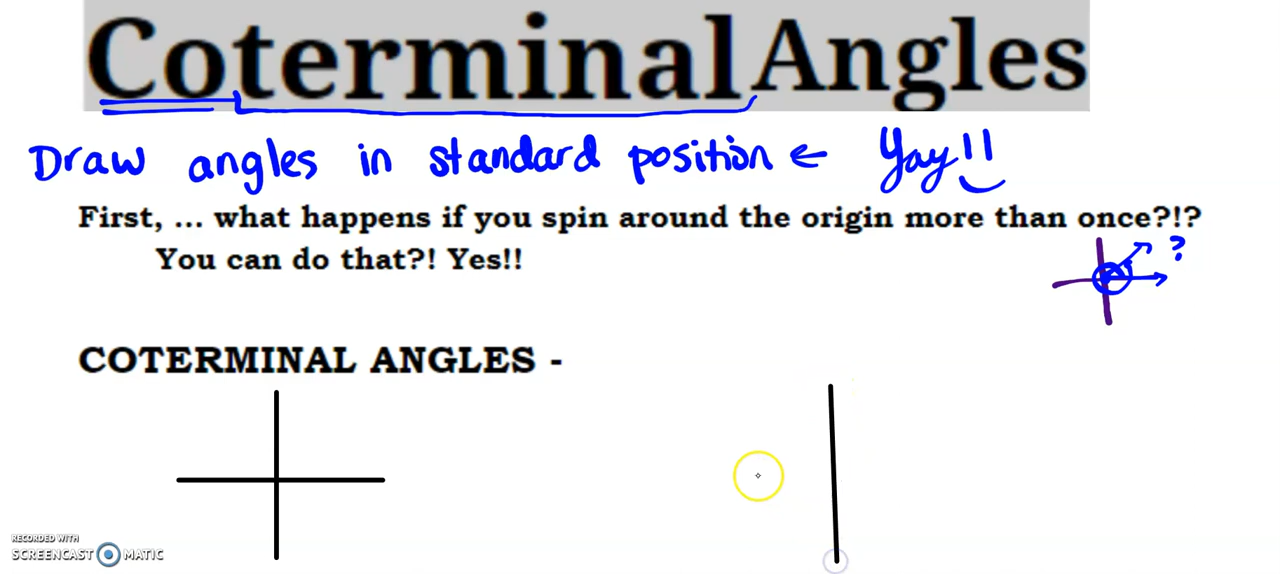 Coterminal Angles
Draw angles in standard position ← Yay!!
First, ... what happens if you spin around the origin more than once?!?
You can do that?! Yes!!
?
COTERMINAL ANGLES -
RECORDED WITH
SCREENCAST MATIC